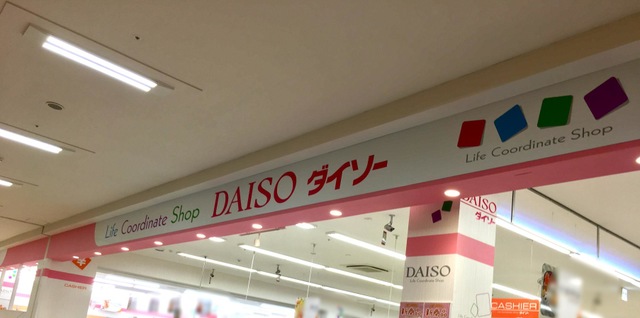 Life Coordinate Shop DAISO ダイソー
Life Coordinate Shop
DAISO
ダイソー
DAISO
Life Coordinate Shop
CASHIER